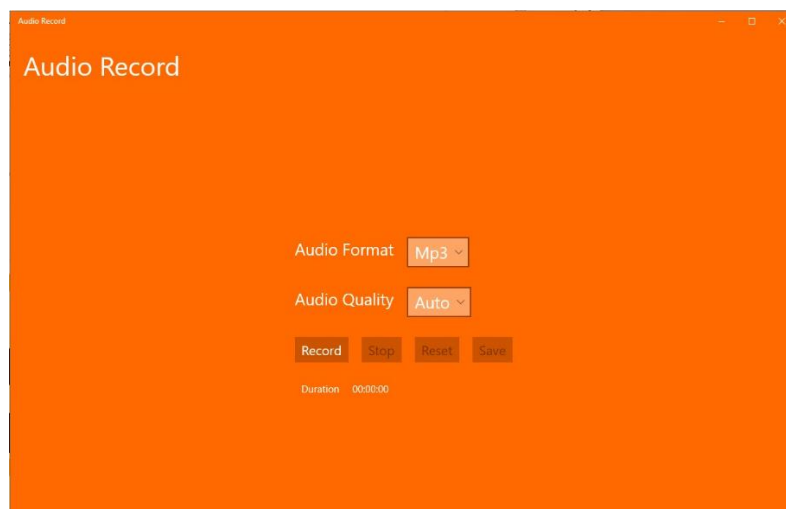 Audio Record
Audio Record
Audio Format Mp3
Audio Quality Auto
Record Stop Reset Save
Duration 00:00:00